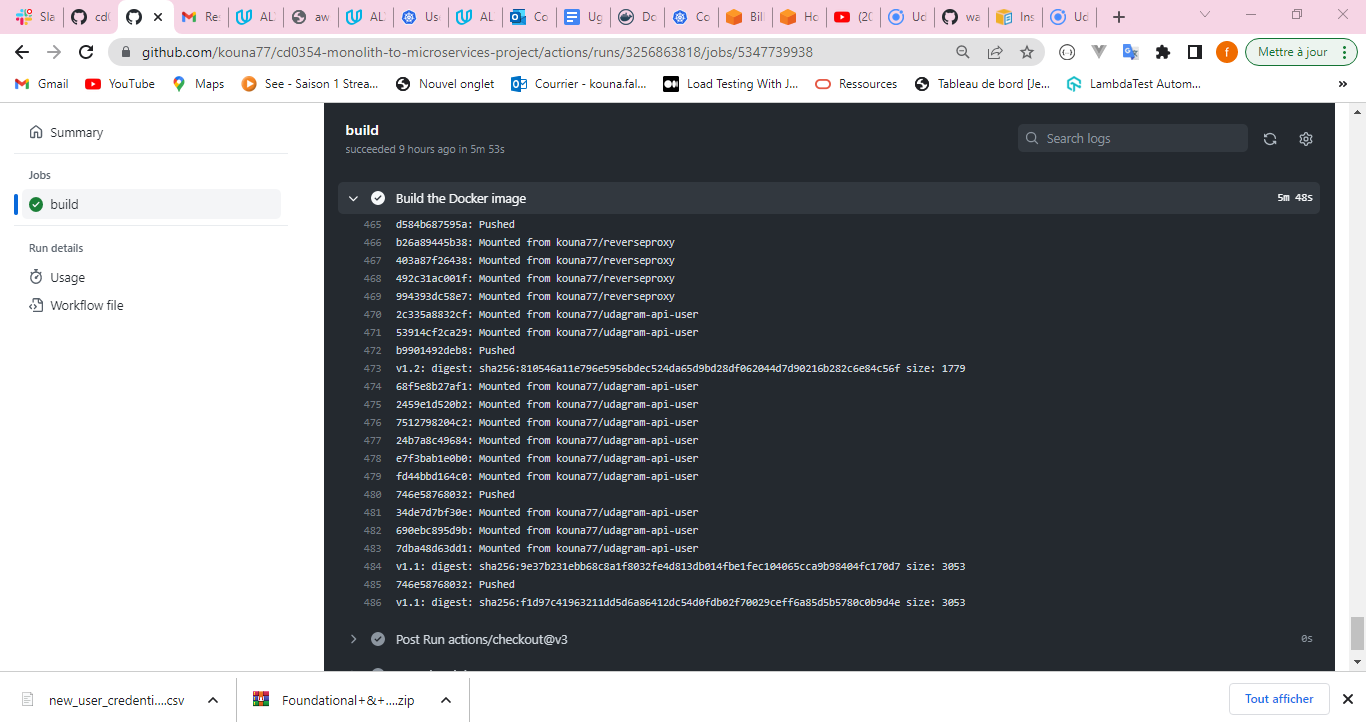 Sla
cd0
Re:
AL
aw
AL
Use
AL
Co
Ug
Do
Co
Bill
Ho
(20
Ud
wa
Ins
Ud
github.com/kouna77/cd0354-monolith-to-microservices-project/actions/runs/3256863818/jobs/5347739938
f
Mettre à jour
Gmail
YouTube
Maps
See - Saison 1 Strea...
Nouvel onglet
Courrier - kouna.fal...
Load Testing With J...
Ressources
Tableau de bord [Je...
LambdaTest Autom...
»
Summary
Jobs
build
Run details
Usage
Workflow file
build
succeeded 9 hours ago in 5m 53s
Search logs
Build the Docker image
5m 48s
465 d584b687595a: Pushed
466 b26a89445b38: Mounted from kouna77/reverseproxy
467 403a87f26438: Mounted from kouna77/reverseproxy
468 492c31ac001f: Mounted from kouna77/reverseproxy
469 994393dc58e7: Mounted from kouna77/reverseproxy
470 2c335a8832cf: Mounted from kouna77/udagram-api-user
471 53914cf2ca29: Mounted from kouna77/udagram-api-user
472 b9901492deb8: Pushed
473 v1.2: digest: sha256:810546a11e796e5956bdec524da65d9bd28df062044d7d90216b282c6e84c56f size: 1779
474 68f5e8b27af1: Mounted from kouna77/udagram-api-user
475 2459e1d520b2: Mounted from kouna77/udagram-api-user
476 7512798204c2: Mounted from kouna77/udagram-api-user
477 24b7a8c49684: Mounted from kouna77/udagram-api-user
478 e7f3bab1e0b0: Mounted from kouna77/udagram-api-user
479 fd44bbd164c0: Mounted from kouna77/udagram-api-user
480 746e58768032: Pushed
481 34de7d7bf30e: Mounted from kouna77/udagram-api-user
482 690ebc895d9b: Mounted from kouna77/udagram-api-user
483 7dba48d63dd1: Mounted from kouna77/udagram-api-user
484 v1.1: digest: sha256:9e37b231ebb68c8a1f8032fe4d813db014fbe1fec104065cca9b98404fc170d7 size: 3053
485 746e58768032: Pushed
486 v1.1: digest: sha256:f1d97c41963211dd5d6a86412dc54d0fdb02f70029ceff6a85d5b5780c0b9d4e size: 3053
Post Run actions/checkout@v3
0s
new_user_credenti....csv
Foundational+&+....zip
Tout afficher